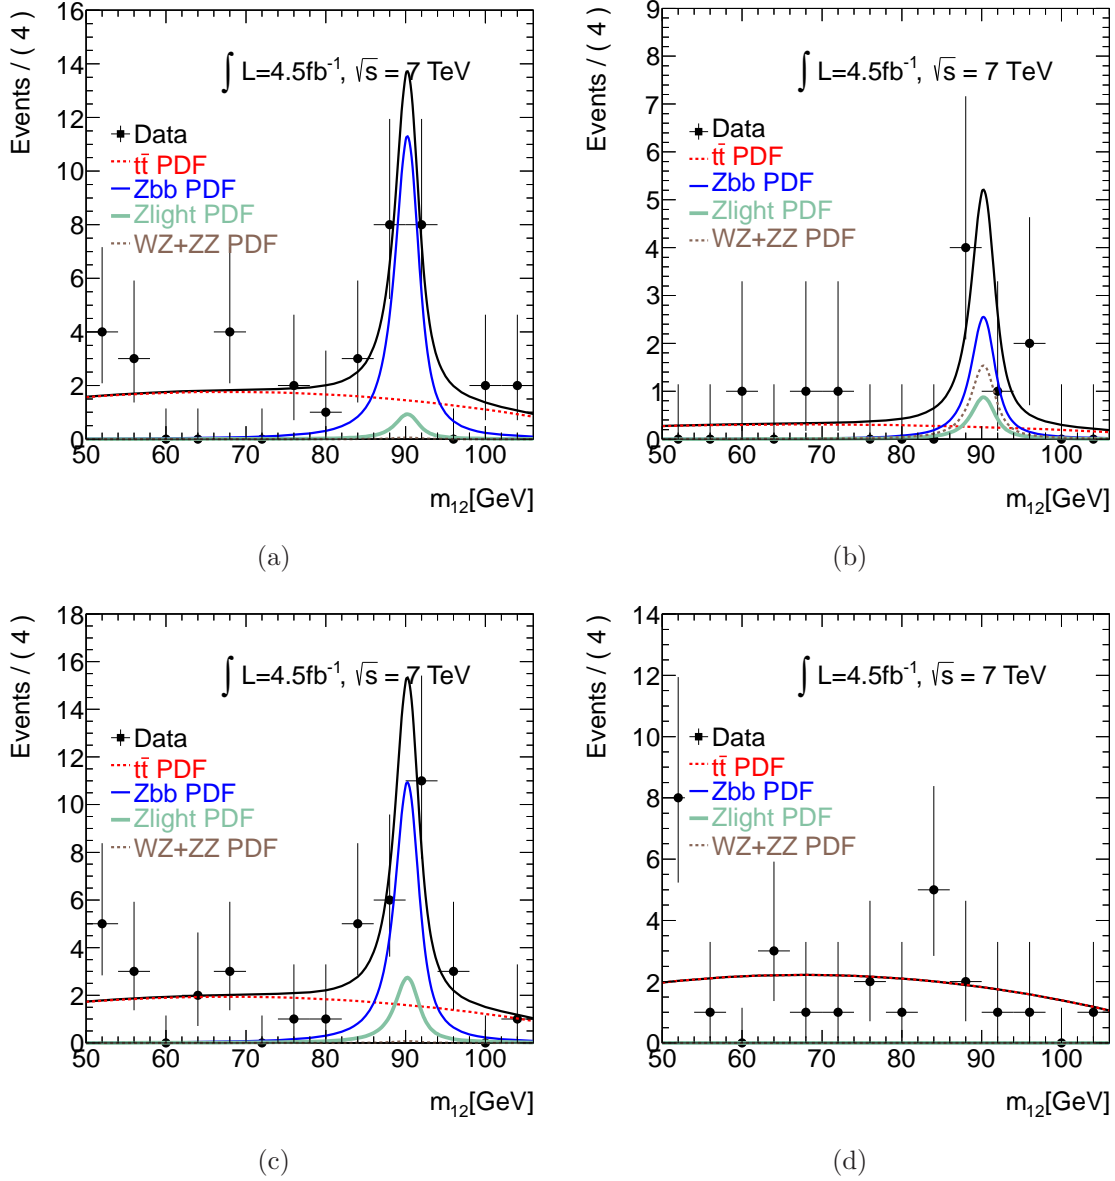 Events / ( 4 )
16
14
12
10
8
6
4
2
0
∫ L=4.5fb⁻¹, √s = 7 TeV
Data
tt̄ PDF
Zbb PDF
Zlight PDF
WZ+ZZ PDF
50 60 70 80 90 100
m₁₂[GeV]
(a)
Events / ( 4 )
9
8
7
6
5
4
3
2
1
0
∫ L=4.5fb⁻¹, √s = 7 TeV
Data
tt̄ PDF
Zbb PDF
Zlight PDF
WZ+ZZ PDF
50 60 70 80 90 100
m₁₂[GeV]
(b)
Events / ( 4 )
18
16
14
12
10
8
6
4
2
0
∫ L=4.5fb⁻¹, √s = 7 TeV
Data
tt̄ PDF
Zbb PDF
Zlight PDF
WZ+ZZ PDF
50 60 70 80 90 100
m₁₂[GeV]
(c)
Events / ( 4 )
14
12
10
8
6
4
2
0
∫ L=4.5fb⁻¹, √s = 7 TeV
Data
tt̄ PDF
Zbb PDF
Zlight PDF
WZ+ZZ PDF
50 60 70 80 90 100
m₁₂[GeV]
(d)